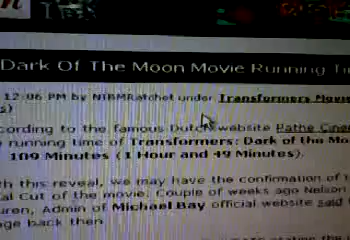 Dark Of The Moon Movie Running Ti
12:06 PM by NIBMRatchet under Transformers Movie
s)
cording to the famous Dutch website Pathe Cine
running time of Transformers: Dark of the Mo
109 Minutes (1 Hour and 49 Minutes).
th this reveal, we may have the confirmation of
al Cut of the movie. Couple of weeks ago Nelson
uren, Admin of Michael Bay official website said
age back then